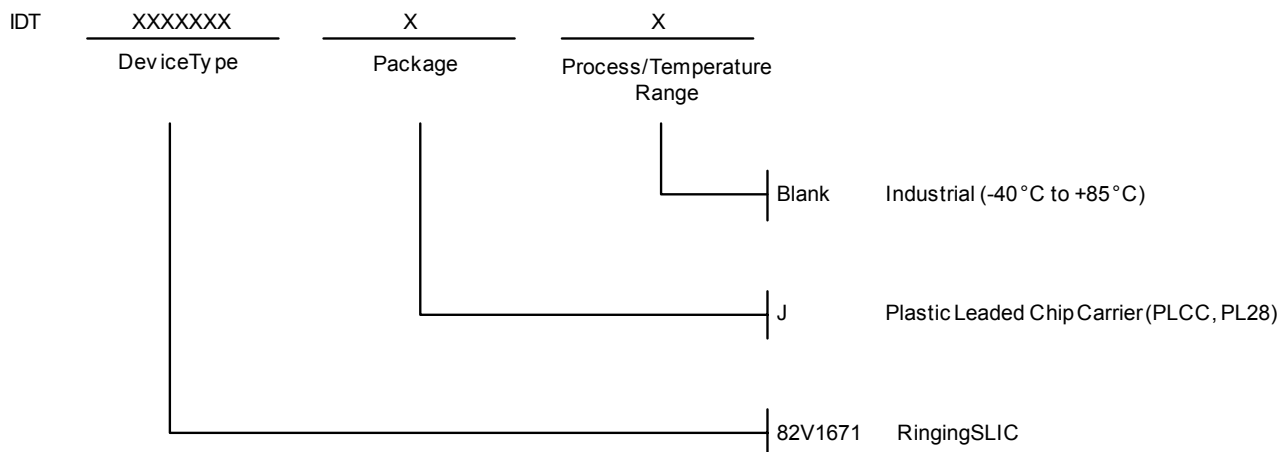 IDT XXXXXXX X X
DeviceType Package Process/Temperature
Range
Blank Industrial (-40°C to +85°C)
J Plastic Leaded Chip Carrier (PLCC, PL28)
82V1671 RingingSLIC